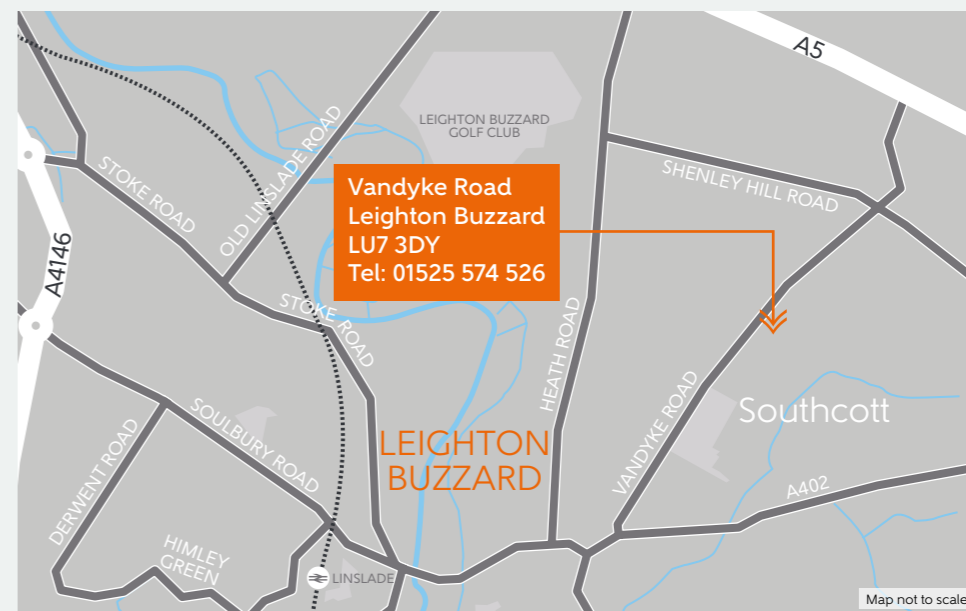 A5
LEIGHTON BUZZARD
GOLF CLUB
STOKE ROAD
OLD LINSLADE ROAD
SHENLEY HILL ROAD
Vandyke Road
Leighton Buzzard
LU7 3DY
Tel: 01525 574 526
A4146
STOKE ROAD
HEATH ROAD
VANDYKE ROAD
Southcott
SOULBURY ROAD
LEIGHTON
BUZZARD
DERWENT ROAD
A402
HIMLEY
GREEN
LINSLADE
Map not to scale